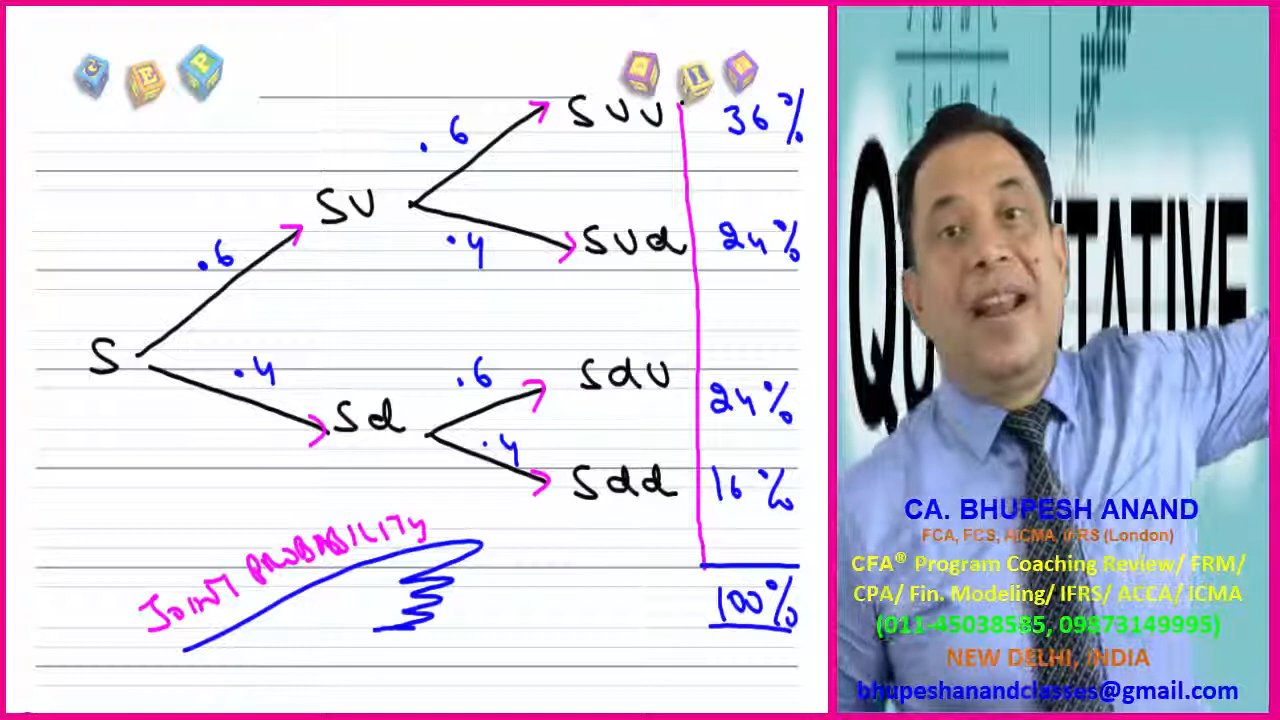 G E P
B I G
.6
SUU
36%
SU
.4
SUd
24%
.6
S
.4
.6
SdU
24%
Sd
.4
Sdd
16%
JOINT PROBABILITY
100%
QUANTITATIVE
CA. BHUPESH ANAND
FCA, FCS, AICMA, IFRS (London)
CFA® Program Coaching Review/ FRM/
CPA/ Fin. Modeling/ IFRS/ ACCA/ ICMA
(011-45038585, 09873149995)
NEW DELHI, INDIA
bhupeshanandclasses@gmail.com